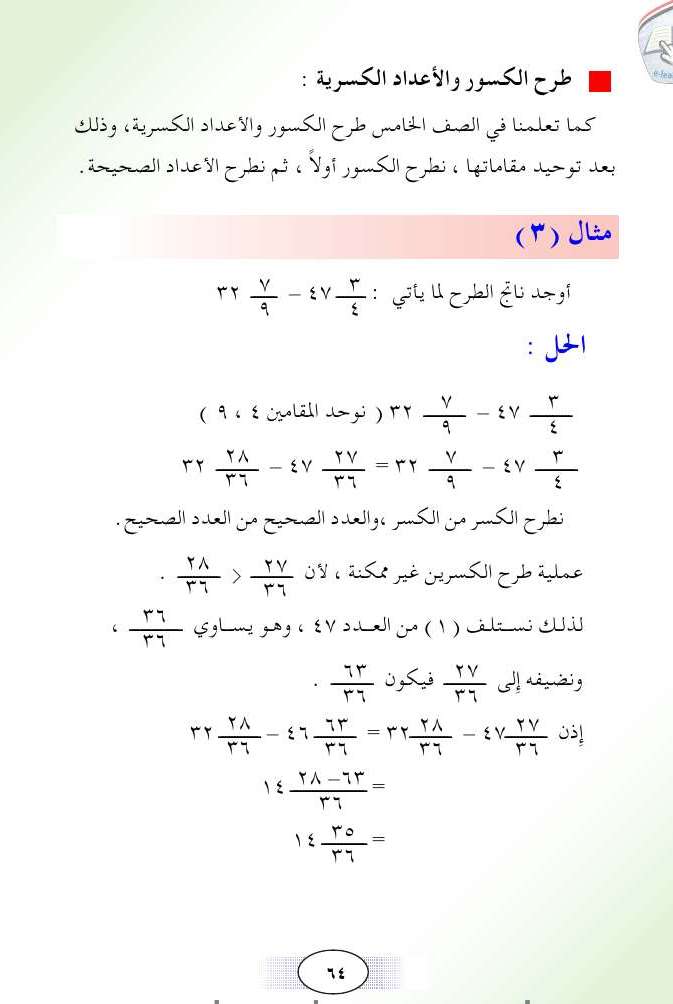 طرح الكسور والأعداد الكسرية :
كما تعلمنا في الصف الخامس طرح الكسور والأعداد الكسرية، وذلك
بعد توحيد مقاماتها ، نطرح الكسور أولاً ، ثم نطرح الأعداد الصحيحة.
مثال (٣)
أوجد ناتج الطرح لما يأتي : ٣/٤ ٤٧ − ٧/٩ ٣٢
الحل :
٣/٤ ٤٧ − ٧/٩ ٣٢ ( نوحد المقامين ٤ ، ٩ )
٣/٤ ٤٧ − ٧/٩ ٣٢ = ٢٧/٣٦ ٤٧ − ٢٨/٣٦ ٣٢
نطرح الكسر من الكسر ،والعدد الصحيح من العدد الصحيح.
عملية طرح الكسرين غير ممكنة ، لأن ٢٧/٣٦ < ٢٨/٣٦ .
لذلك نستلف (١) من العدد ٤٧ ، وهو يساوي ٣٦/٣٦ ،
ونضيفه إلى ٢٧/٣٦ فيكون ٦٣/٣٦ .
إذن ٢٧/٣٦ ٤٧ − ٢٨/٣٦ ٣٢ = ٦٣/٣٦ ٤٦ − ٢٨/٣٦ ٣٢
= ٦٣−٢٨/٣٦ ١٤
= ٣٥/٣٦ ١٤
٦٤